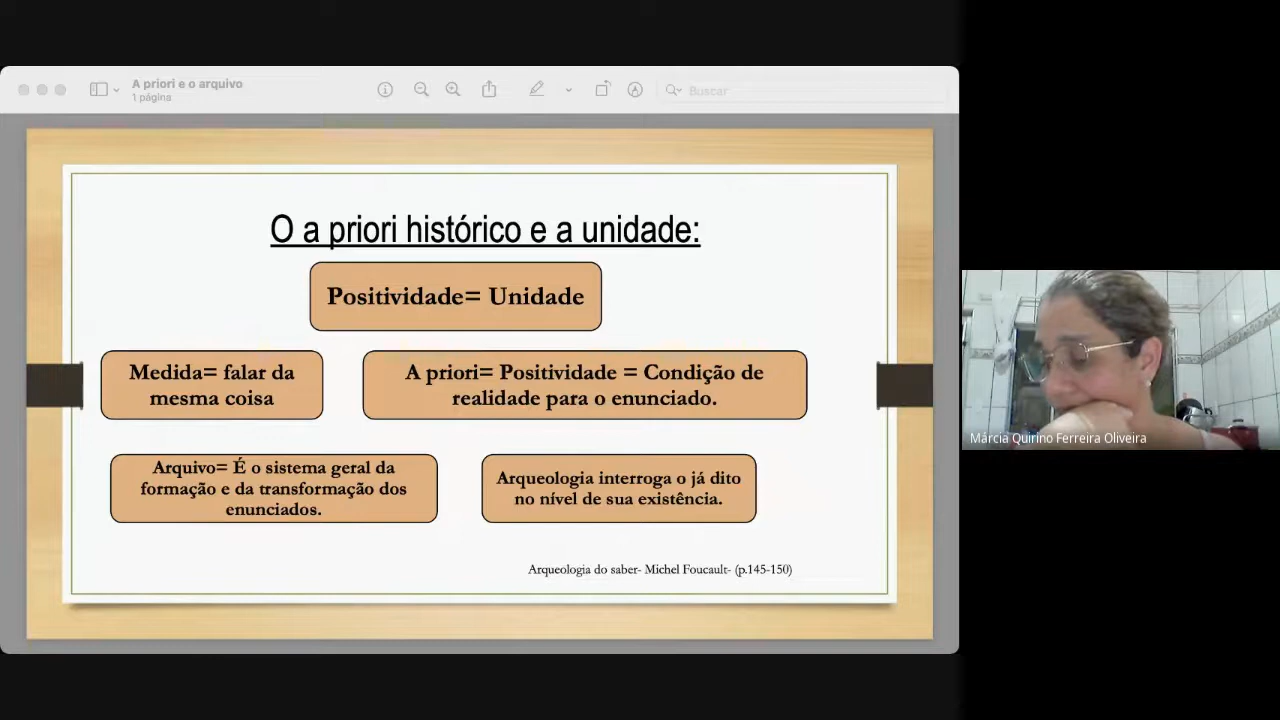 A priori e o arquivo
1 página
Buscar
O a priori histórico e a unidade:
Positividade= Unidade
Medida= falar da
mesma coisa
A priori= Positividade = Condição de
realidade para o enunciado.
Arquivo= É o sistema geral da
formação e da transformação dos
enunciados.
Arqueologia interroga o já dito
no nível de sua existência.
Arqueologia do saber- Michel Foucault- (p.145-150)
Márcia Quirino Ferreira Oliveira